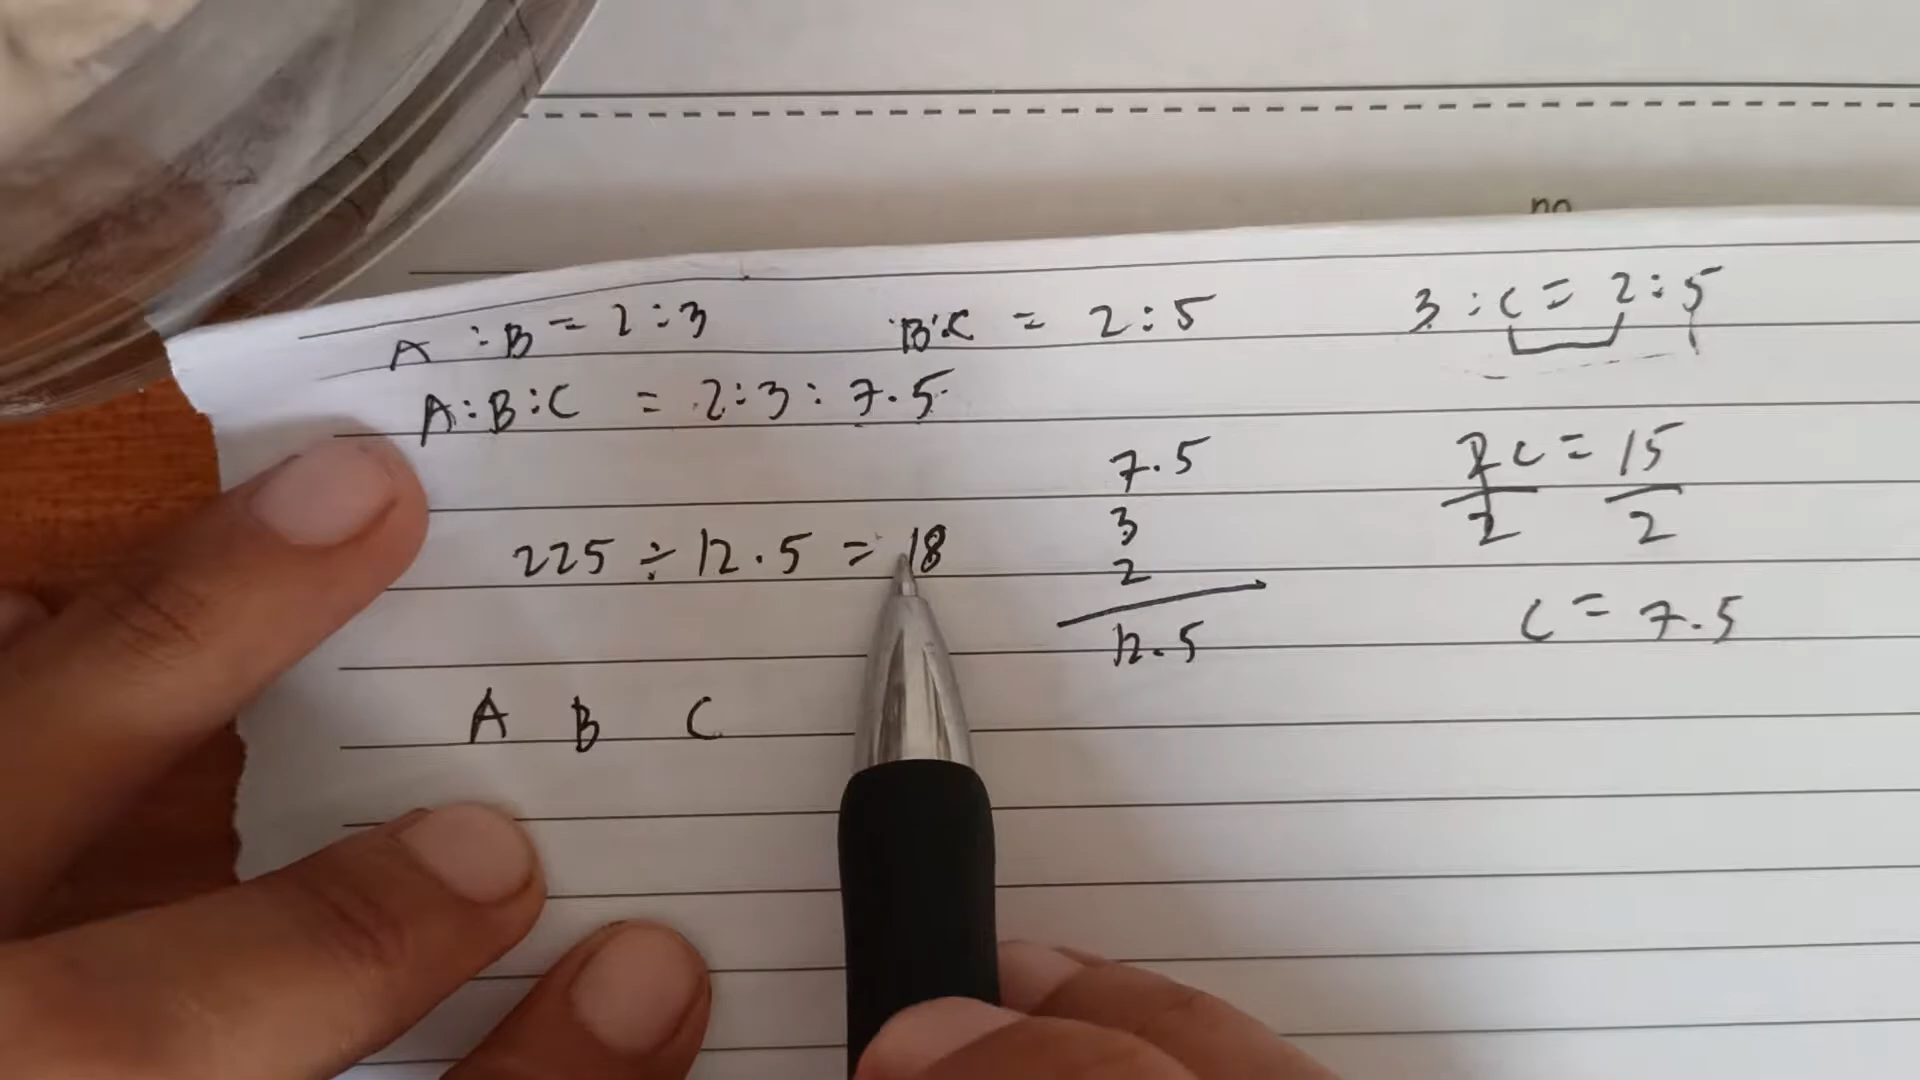 no
A : B = 2 : 3
B : C = 2 : 5
3 : C = 2 : 5
A : B : C = 2 : 3 : 7.5
7.5
3
2
12.5
2C = 15
2 2
C = 7.5
225 ÷ 12.5 = 18
A B C